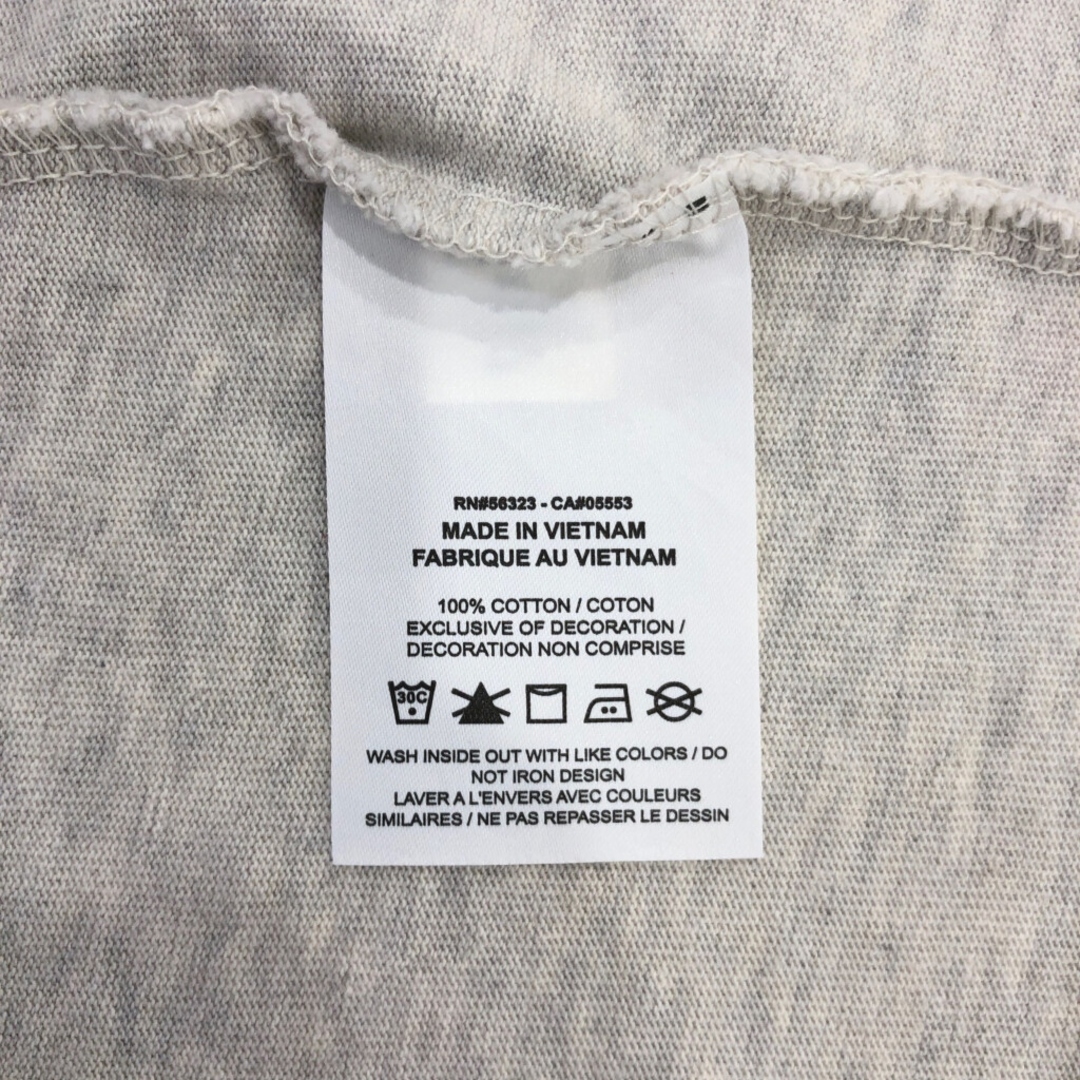 RN#56323 - CA#05553
MADE IN VIETNAM
FABRIQUE AU VIETNAM
100% COTTON / COTON
EXCLUSIVE OF DECORATION /
DECORATION NON COMPRISE
30C
WASH INSIDE OUT WITH LIKE COLORS / DO
NOT IRON DESIGN
LAVER A L'ENVERS AVEC COULEURS
SIMILAIRES / NE PAS REPASSER LE DESSIN